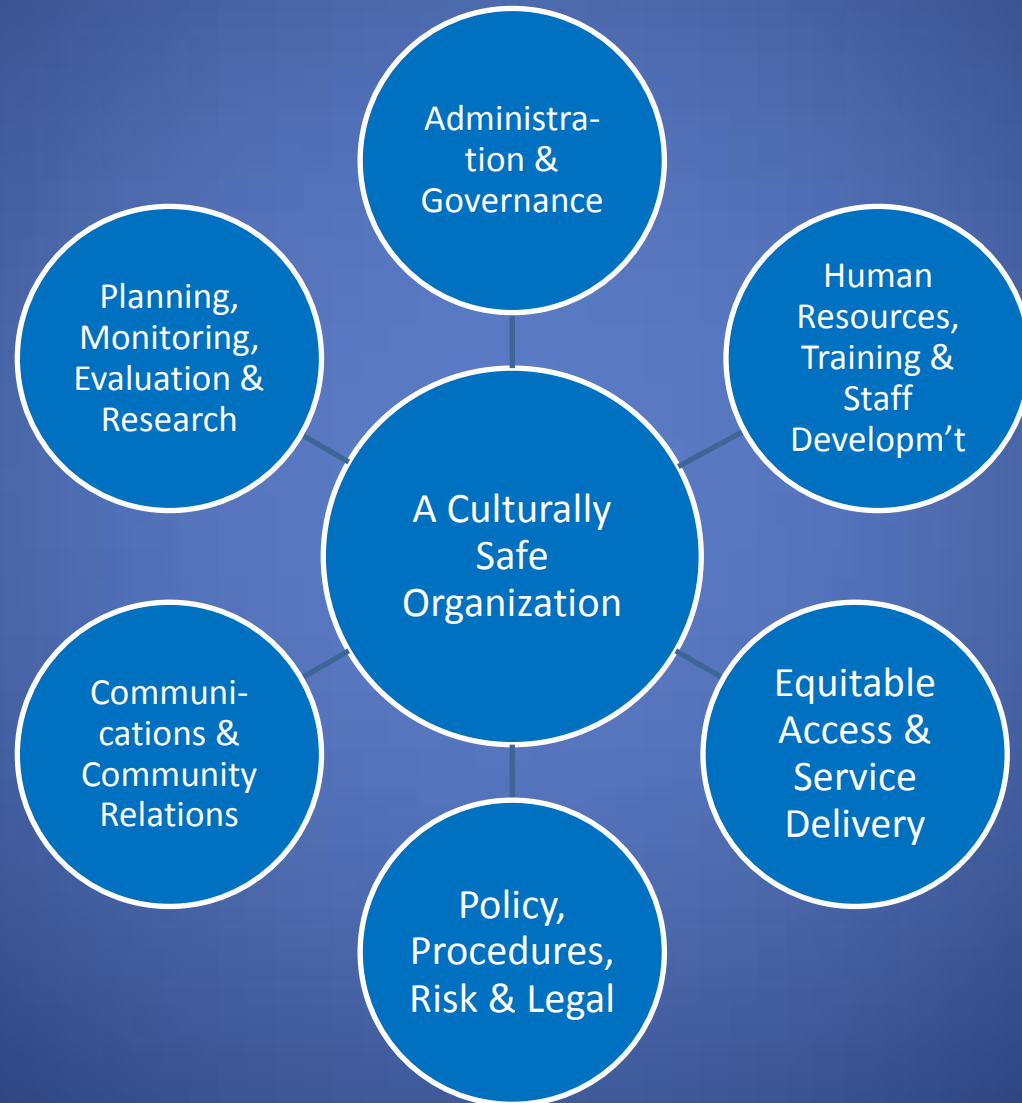 Administra-
tion &
Governance
Human
Resources,
Training &
Staff
Developm’t
Equitable
Access &
Service
Delivery
Policy,
Procedures,
Risk & Legal
Communi-
cations &
Community
Relations
Planning,
Monitoring,
Evaluation &
Research
A Culturally
Safe
Organization